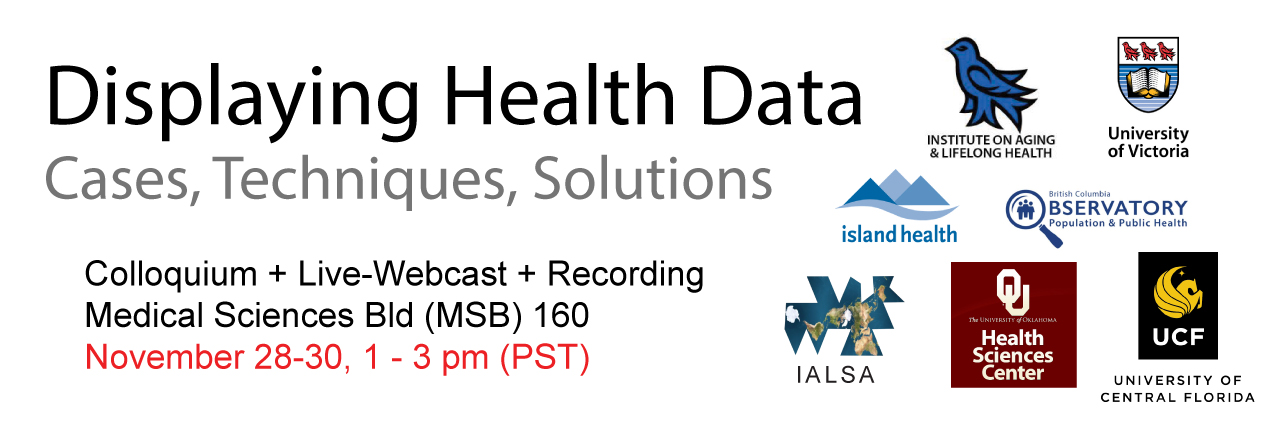 Displaying Health Data
Cases, Techniques, Solutions
Colloquium + Live-Webcast + Recording
Medical Sciences Bld (MSB) 160
November 28-30, 1 - 3 pm (PST)
INSTITUTE ON AGING
& LIFELONG HEALTH
University
of Victoria
island health
British Columbia
OBSERVATORY
Population & Public Health
IALSA
OU
The UNIVERSITY of OKLAHOMA
Health
Sciences
Center
UCF
UNIVERSITY OF
CENTRAL FLORIDA